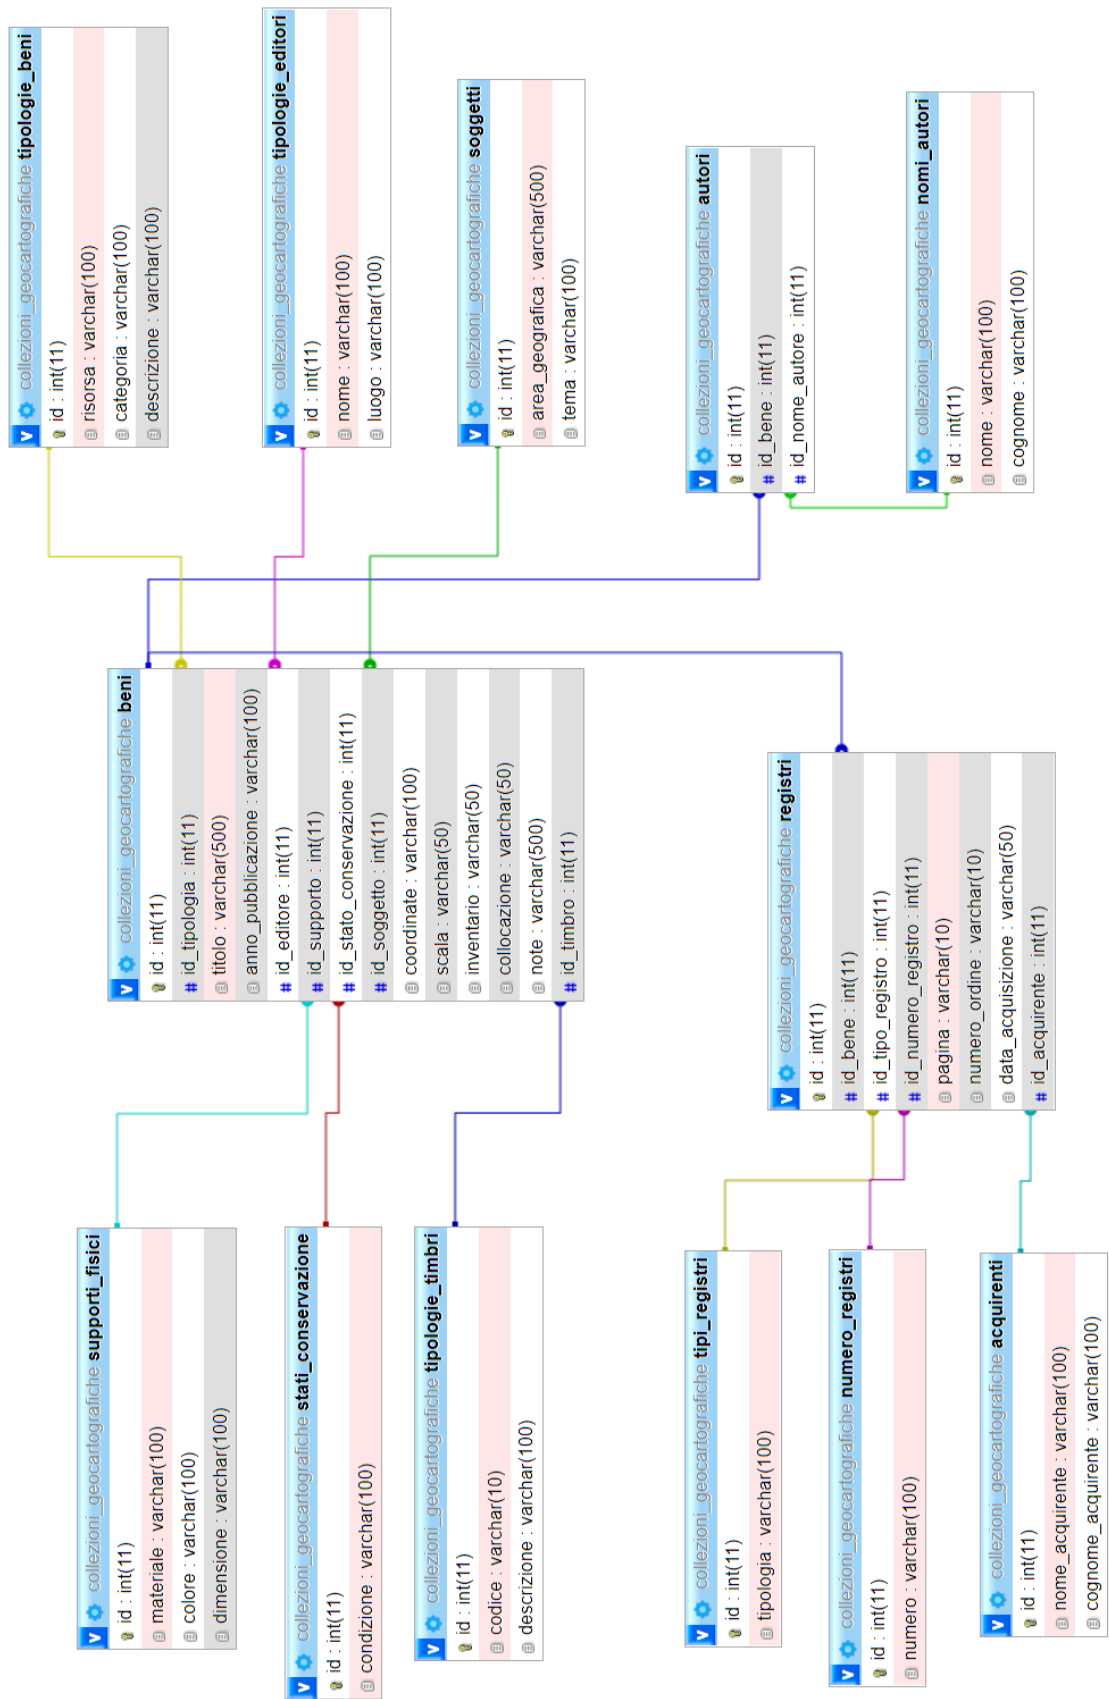 v collezioni_geocartografiche supporti_fisici
id : int(11)
materiale : varchar(100)
colore : varchar(100)
dimensione : varchar(100)
v collezioni_geocartografiche stati_conservazione
id : int(11)
condizione : varchar(100)
v collezioni_geocartografiche tipologie_timbri
id : int(11)
codice : varchar(10)
descrizione : varchar(100)
v collezioni_geocartografiche tipi_registri
id : int(11)
tipologia : varchar(100)
v collezioni_geocartografiche numero_registri
id : int(11)
numero : varchar(100)
v collezioni_geocartografiche acquirenti
id : int(11)
nome_acquirente : varchar(100)
cognome_acquirente : varchar(100)
v collezioni_geocartografiche beni
id : int(11)
# id_tipologia : int(11)
titolo : varchar(500)
anno_pubblicazione : varchar(100)
# id_editore : int(11)
# id_supporto : int(11)
# id_stato_conservazione : int(11)
# id_soggetto : int(11)
coordinate : varchar(100)
scala : varchar(50)
inventario : varchar(50)
collocazione : varchar(50)
note : varchar(500)
# id_timbro : int(11)
v collezioni_geocartografiche registri
id : int(11)
# id_bene : int(11)
# id_tipo_registro : int(11)
# id_numero_registro : int(11)
pagina : varchar(10)
numero_ordine : varchar(10)
data_acquisizione : varchar(50)
# id_acquirente : int(11)
v collezioni_geocartografiche tipologie_beni
id : int(11)
risorsa : varchar(100)
categoria : varchar(100)
descrizione : varchar(100)
v collezioni_geocartografiche tipologie_editori
id : int(11)
nome : varchar(100)
luogo : varchar(100)
v collezioni_geocartografiche soggetti
id : int(11)
area_geografica : varchar(500)
tema : varchar(100)
v collezioni_geocartografiche autori
id : int(11)
# id_bene : int(11)
# id_nome_autore : int(11)
v collezioni_geocartografiche nomi_autori
id : int(11)
nome : varchar(100)
cognome : varchar(100)